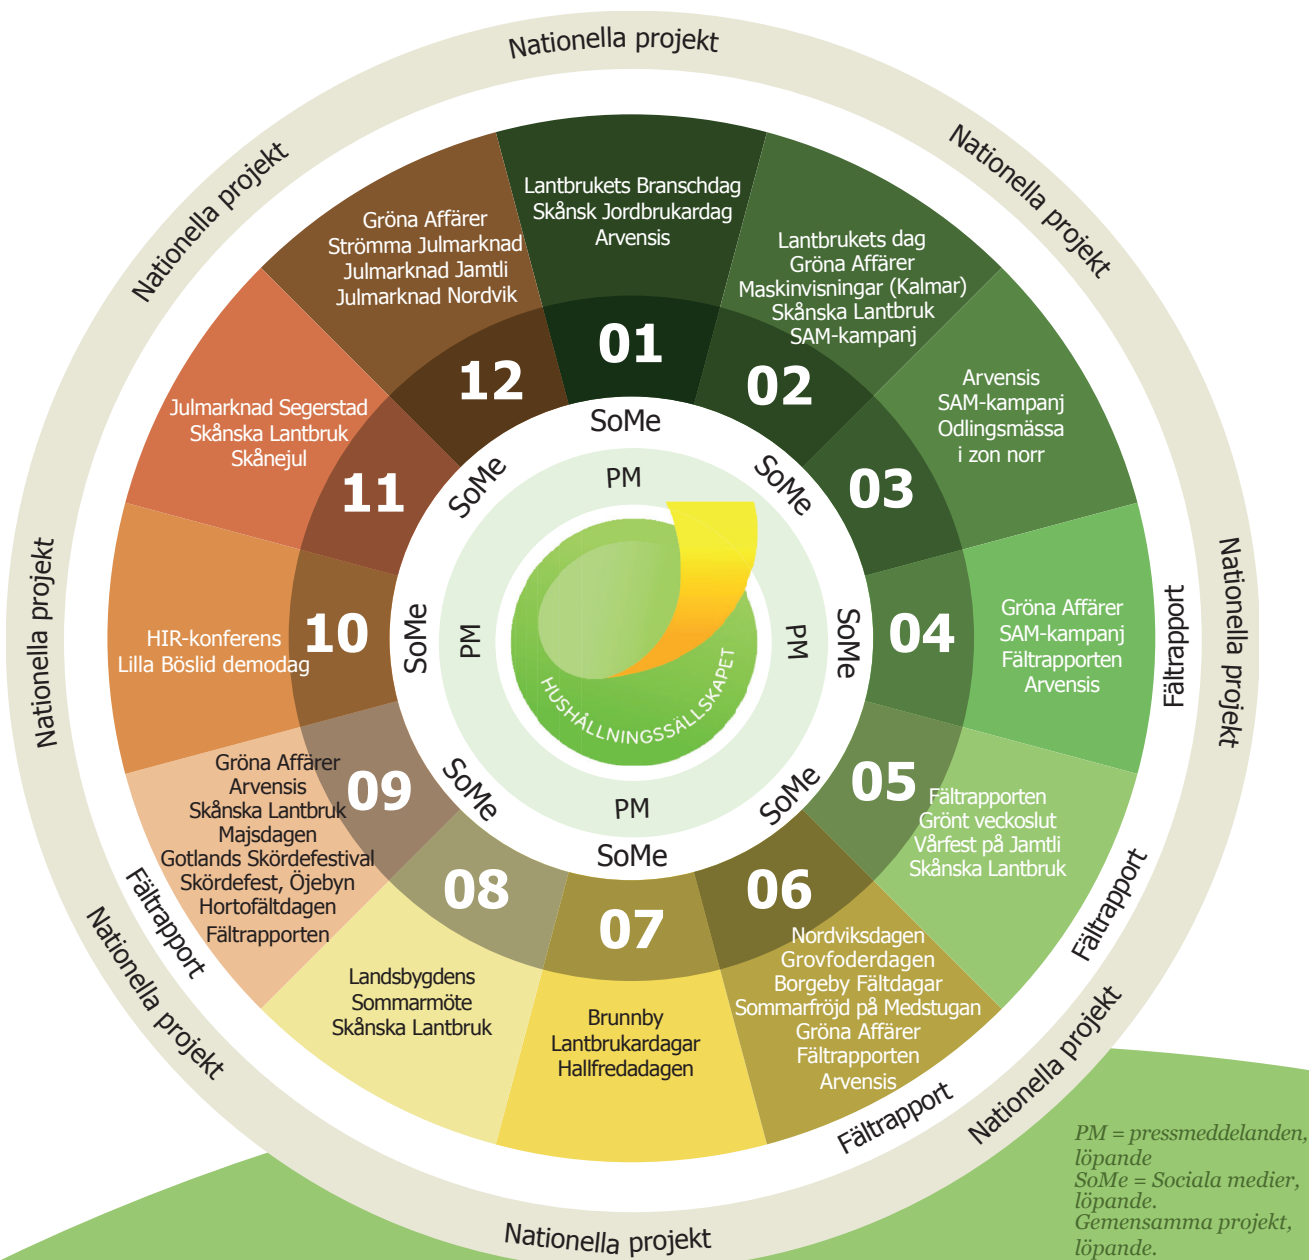 Nationella projekt
Nationella projekt
Nationella projekt
Nationella projekt
Nationella projekt
Nationella projekt
Nationella projekt
Nationella projekt
Lantbrukets Branschdag
Skånsk Jordbrukardag
Arvensis
01
Lantbrukets dag
Gröna Affärer
Maskinvisningar (Kalmar)
Skånska Lantbruk
SAM-kampanj
02
Arvensis
SAM-kampanj
Odlingsmässa
i zon norr
03
Gröna Affärer
SAM-kampanj
Fältrapporten
Arvensis
04
Fältrapport
Fältrapporten
Grönt veckoslut
Vårfest på Jamtli
Skånska Lantbruk
05
Fältrapport
Nordviksdagen
Grovfoderdagen
Borgeby Fältdagar
Sommarfröjd på Medstugan
Gröna Affärer
Fältrapporten
Arvensis
06
Fältrapport
Brunnby
Lantbrukardagar
Hallfredadagen
07
Landsbygdens
Sommarmöte
Skånska Lantbruk
08
Gröna Affärer
Arvensis
Skånska Lantbruk
Majsdagen
Gotlands Skördefestival
Skördefest, Öjebyn
Hortofältdagen
Fältrapporten
09
Fältrapport
HIR-konferens
Lilla Böslid demodag
10
Julmarknad Segerstad
Skånska Lantbruk
Skånejul
11
Gröna Affärer
Strömma Julmarknad
Julmarknad Jamtli
Julmarknad Nordvik
12
SoMe
SoMe
SoMe
SoMe
SoMe
SoMe
SoMe
SoMe
PM
PM
PM
PM
HUSHÅLLNINGSSÄLLSKAPET
PM = pressmeddelanden,
löpande
SoMe = Sociala medier,
löpande.
Gemensamma projekt,
löpande.